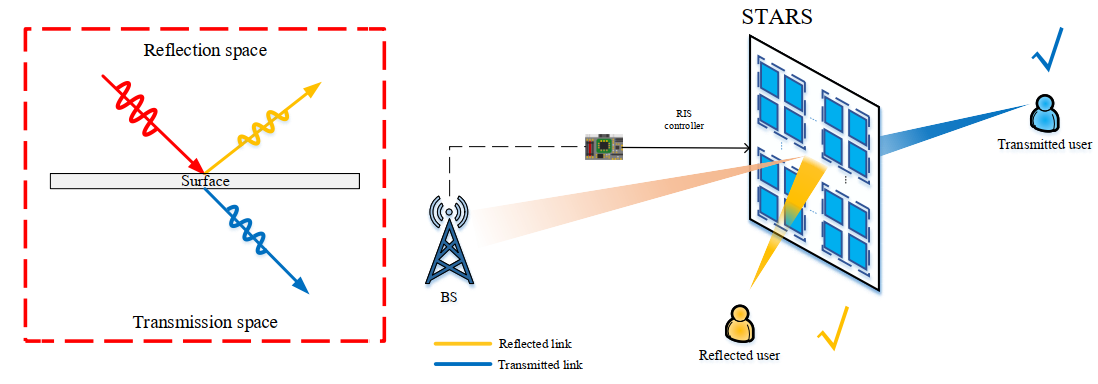 Reflection space
Surface
Transmission space
STARS
RIS
controller
Transmitted user
BS
Reflected user
Reflected link
Transmitted link